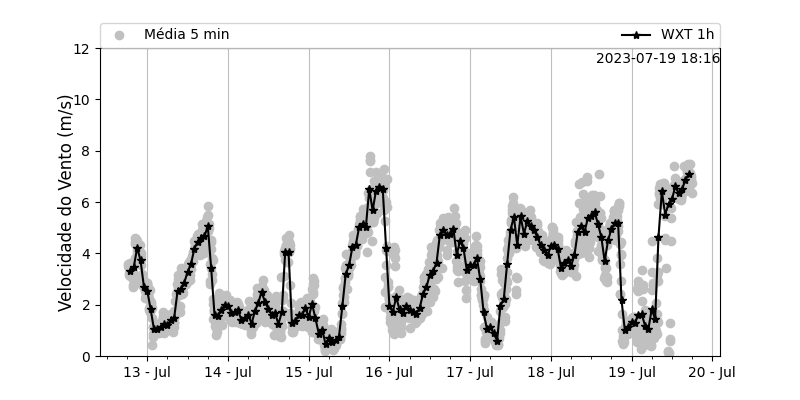 Média 5 min WXT 1h
2023-07-19 18:16
Velocidade do Vento (m/s)
12
10
8
6
4
2
0
13 - Jul 14 - Jul 15 - Jul 16 - Jul 17 - Jul 18 - Jul 19 - Jul 20 - Jul